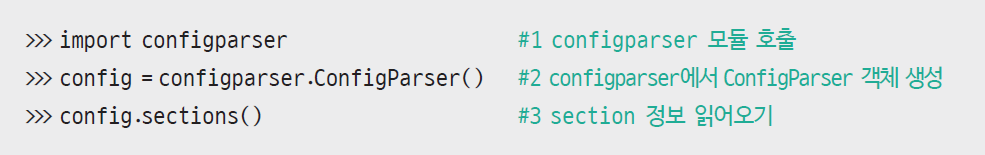 >>> import configparser #1 configparser 모듈 호출
>>> config = configparser.ConfigParser() #2 configparser에서 ConfigParser 객체 생성
>>> config.sections() #3 section 정보 읽어오기